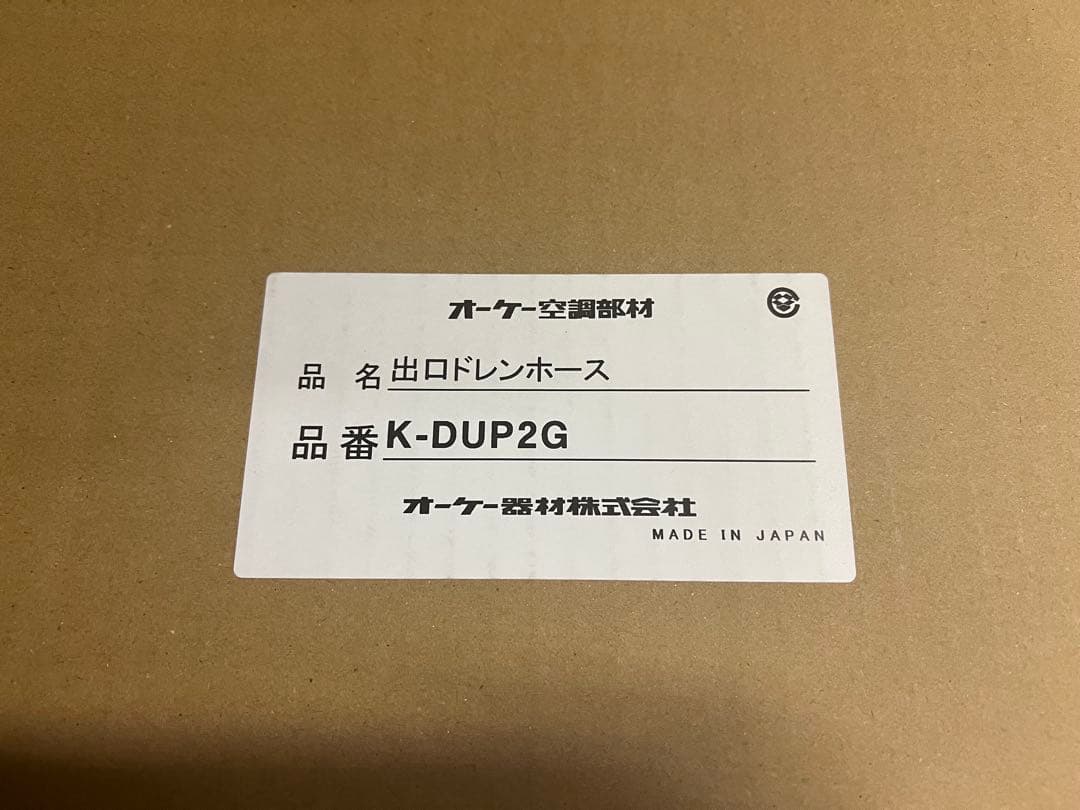 オーケー空調部材
品 名 出口ドレンホース
品番 K-DUP2G
オーケー器材株式会社
MADE IN JAPAN